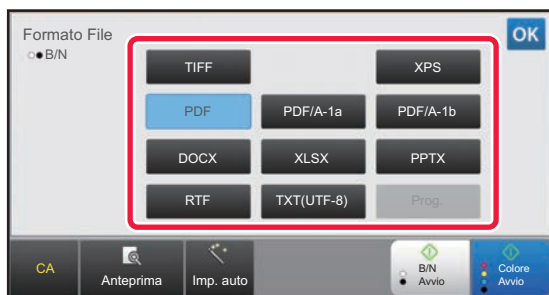 Formato File
B/N
OK
TIFF
XPS
PDF
PDF/A-1a
PDF/A-1b
DOCX
XLSX
PPTX
RTF
TXT(UTF-8)
Prog.
CA
Anteprima
Imp. auto
B/N
Avvio
Colore
Avvio